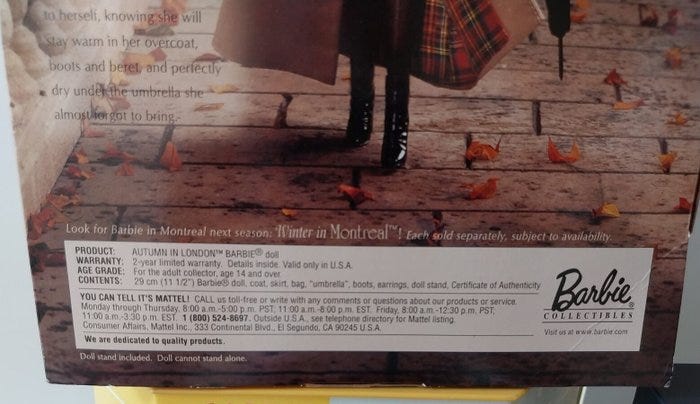 to herself, knowing she will
stay warm in her overcoat,
boots and beret, and perfectly
dry under the umbrella she
almost forgot to bring.
Look for Barbie in Montreal next season. Winter in Montreal™! Each sold separately, subject to availability.
PRODUCT: AUTUMN IN LONDON™ BARBIE® doll
WARRANTY: 2-year limited warranty. Details inside. Valid only in U.S.A.
AGE GRADE: For the adult collector, age 14 and over.
CONTENTS: 29 cm (11 1/2") Barbie® doll, coat, skirt, bag, "umbrella", boots, earrings, doll stand, Certificate of Authenticity
YOU CAN TELL IT'S MATTEL! CALL us toll-free or write with any comments or questions about our products or service.
Monday through Thursday, 8:00 a.m.-5:00 p.m. PST; 11:00 a.m.-8:00 p.m. EST. Friday, 8:00 a.m.-12:30 p.m. PST;
11:00 a.m.-3:30 p.m. EST. 1 (800) 524-8697. Outside U.S.A., see telephone directory for Mattel listing.
Consumer Affairs, Mattel Inc., 333 Continental Blvd., El Segundo, CA 90245 U.S.A.
We are dedicated to quality products.
Barbie®
COLLECTIBLES
Visit us at www.barbie.com
Doll stand included. Doll cannot stand alone.